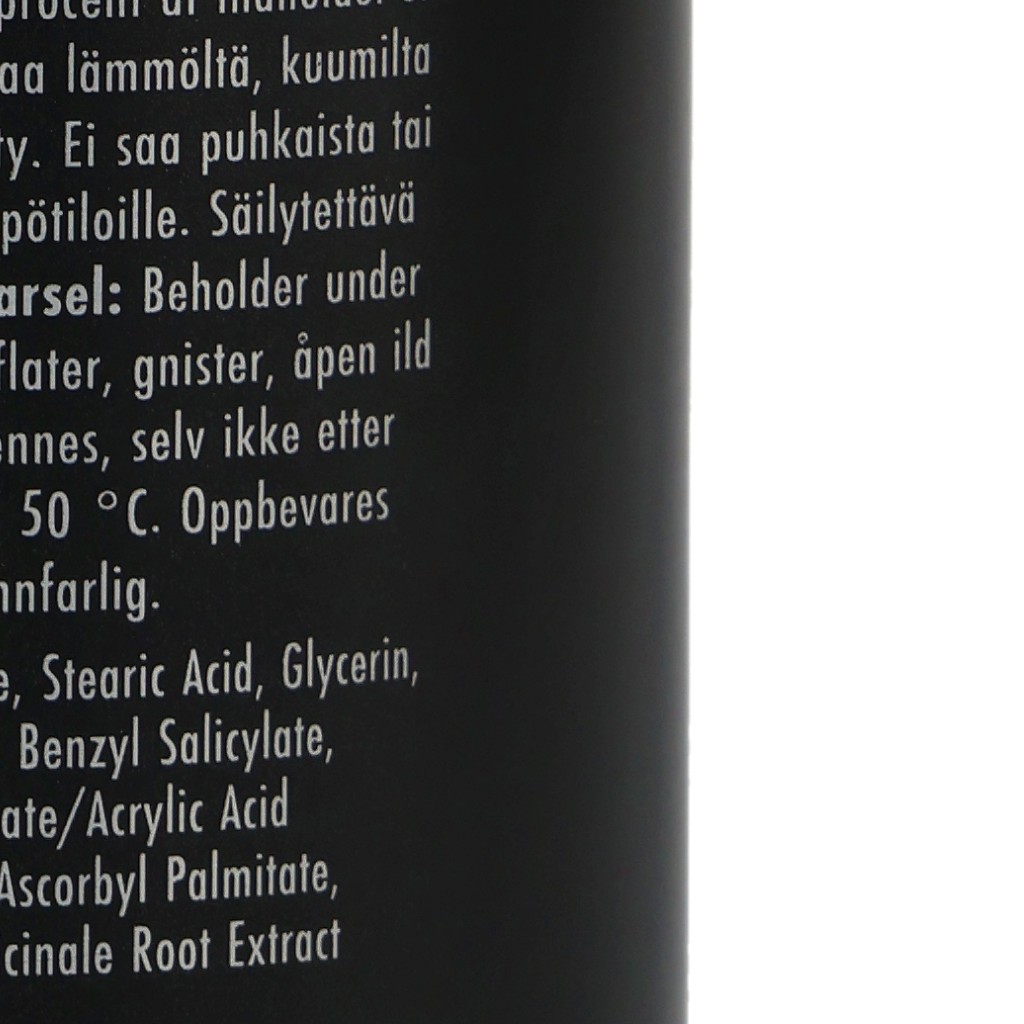 aa lämmöltä, kuumilta
ty. Ei saa puhkaista tai
pötiloille. Säilytettävä
arsel: Beholder under
flater, gnister, åpen ild
ennes, selv ikke etter
50 °C. Oppbevares
nnfarlig.
e, Stearic Acid, Glycerin,
Benzyl Salicylate,
ate/Acrylic Acid
Ascorbyl Palmitate,
cinale Root Extract